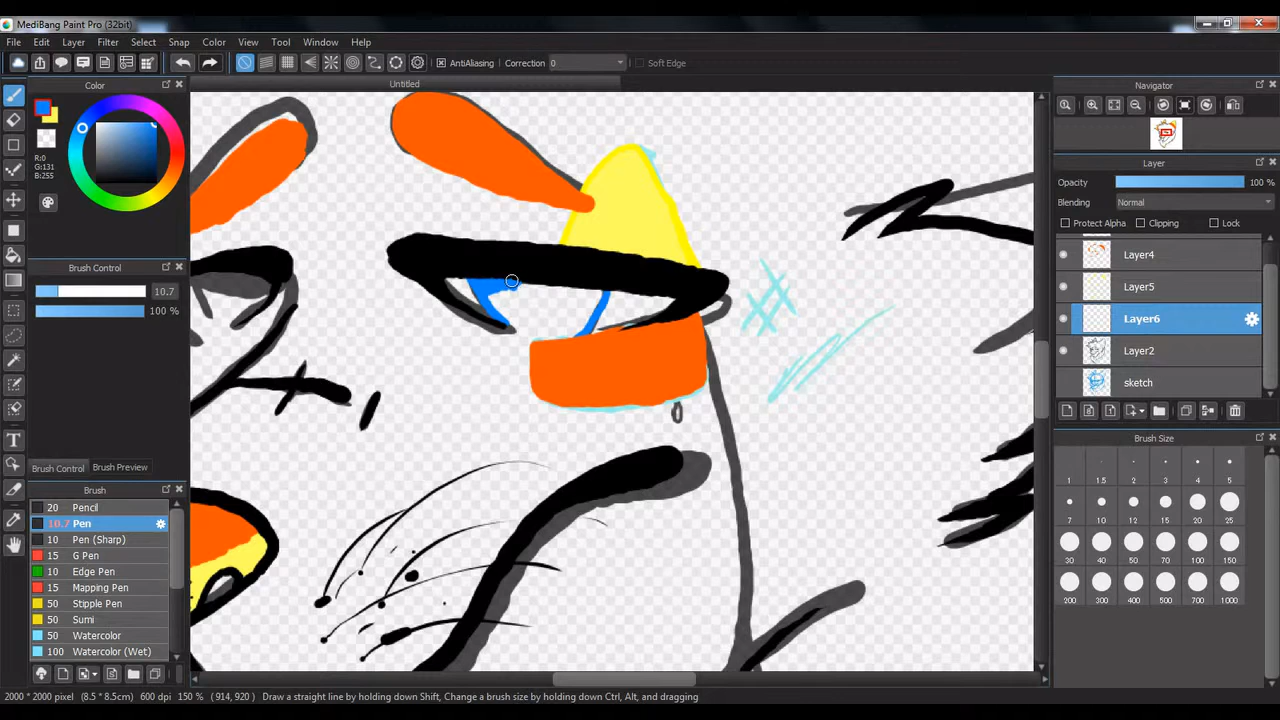 MediBang Paint Pro (32bit)
File Edit Layer Filter Select Snap Color View Tool Window Help
AntiAliasing Correction 0 Soft Edge
Untitled
Color
R:0
G:131
B:255
Brush Control
10.7
100 %
Brush Control Brush Preview
Brush
20 Pencil
10.7 Pen
10 Pen (Sharp)
15 G Pen
10 Edge Pen
15 Mapping Pen
50 Stipple Pen
50 Sumi
50 Watercolor
100 Watercolor (Wet)
Navigator
Layer
Opacity 100 %
Blending Normal
Protect Alpha Clipping Lock
Layer4
Layer5
Layer6
Layer2
sketch
Brush Size
1 1.5 2 3 4 5
7 10 12 15 20 25
30 40 50 70 100 150
200 300 400 500 700 1000
2000 * 2000 pixel (8.5 * 8.5cm) 600 dpi 150 % ( 914, 920 ) Draw a straight line by holding down Shift, Change a brush size by holding down Ctrl, Alt, and dragging